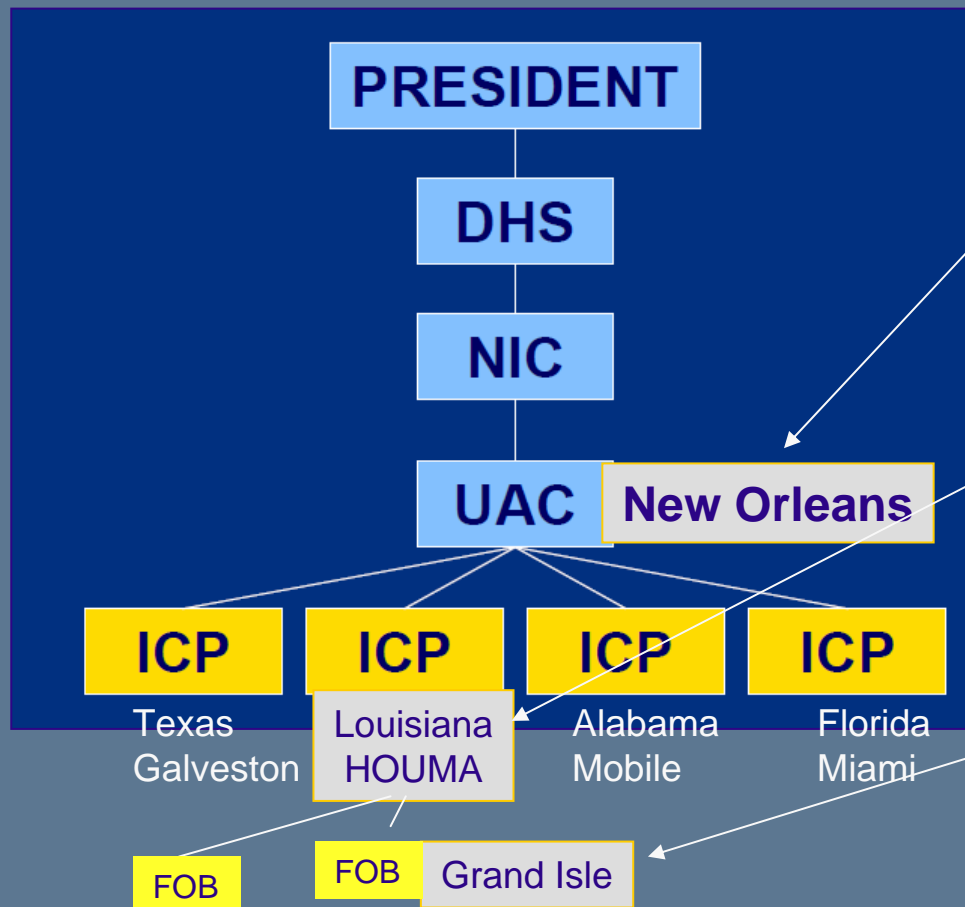 PRESIDENT
DHS
NIC
UAC
New Orleans
ICP
ICP
ICP
ICP
Texas
Galveston
Louisiana
HOUMA
Alabama
Mobile
Florida
Miami
FOB
FOB
Grand Isle